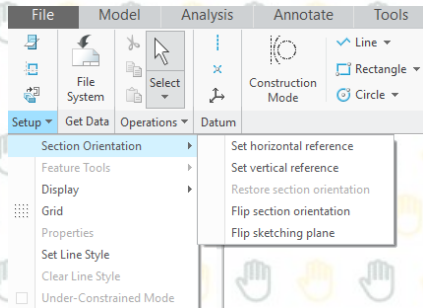 File Model Analysis Annotate Tools
File System
Select
Construction Mode
Line
Rectangle
Circle
Setup Get Data Operations Datum
Section Orientation
Feature Tools
Display
Grid
Properties
Set Line Style
Clear Line Style
Under-Constrained Mode
Set horizontal reference
Set vertical reference
Restore section orientation
Flip section orientation
Flip sketching plane